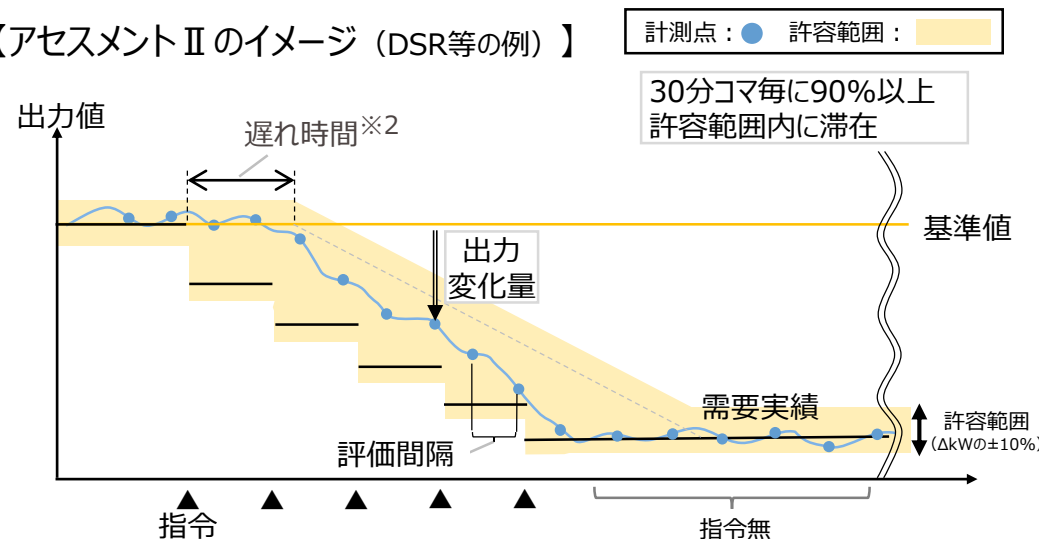 【アセスメントⅡのイメージ（DSR等の例）】
計測点： 許容範囲：
30分コマ毎に90%以上
許容範囲内に滞在
出力値
遅れ時間※2
基準値
出力
変化量
需要実績
許容範囲
（ΔkWの±10%）
評価間隔
指令
指令無